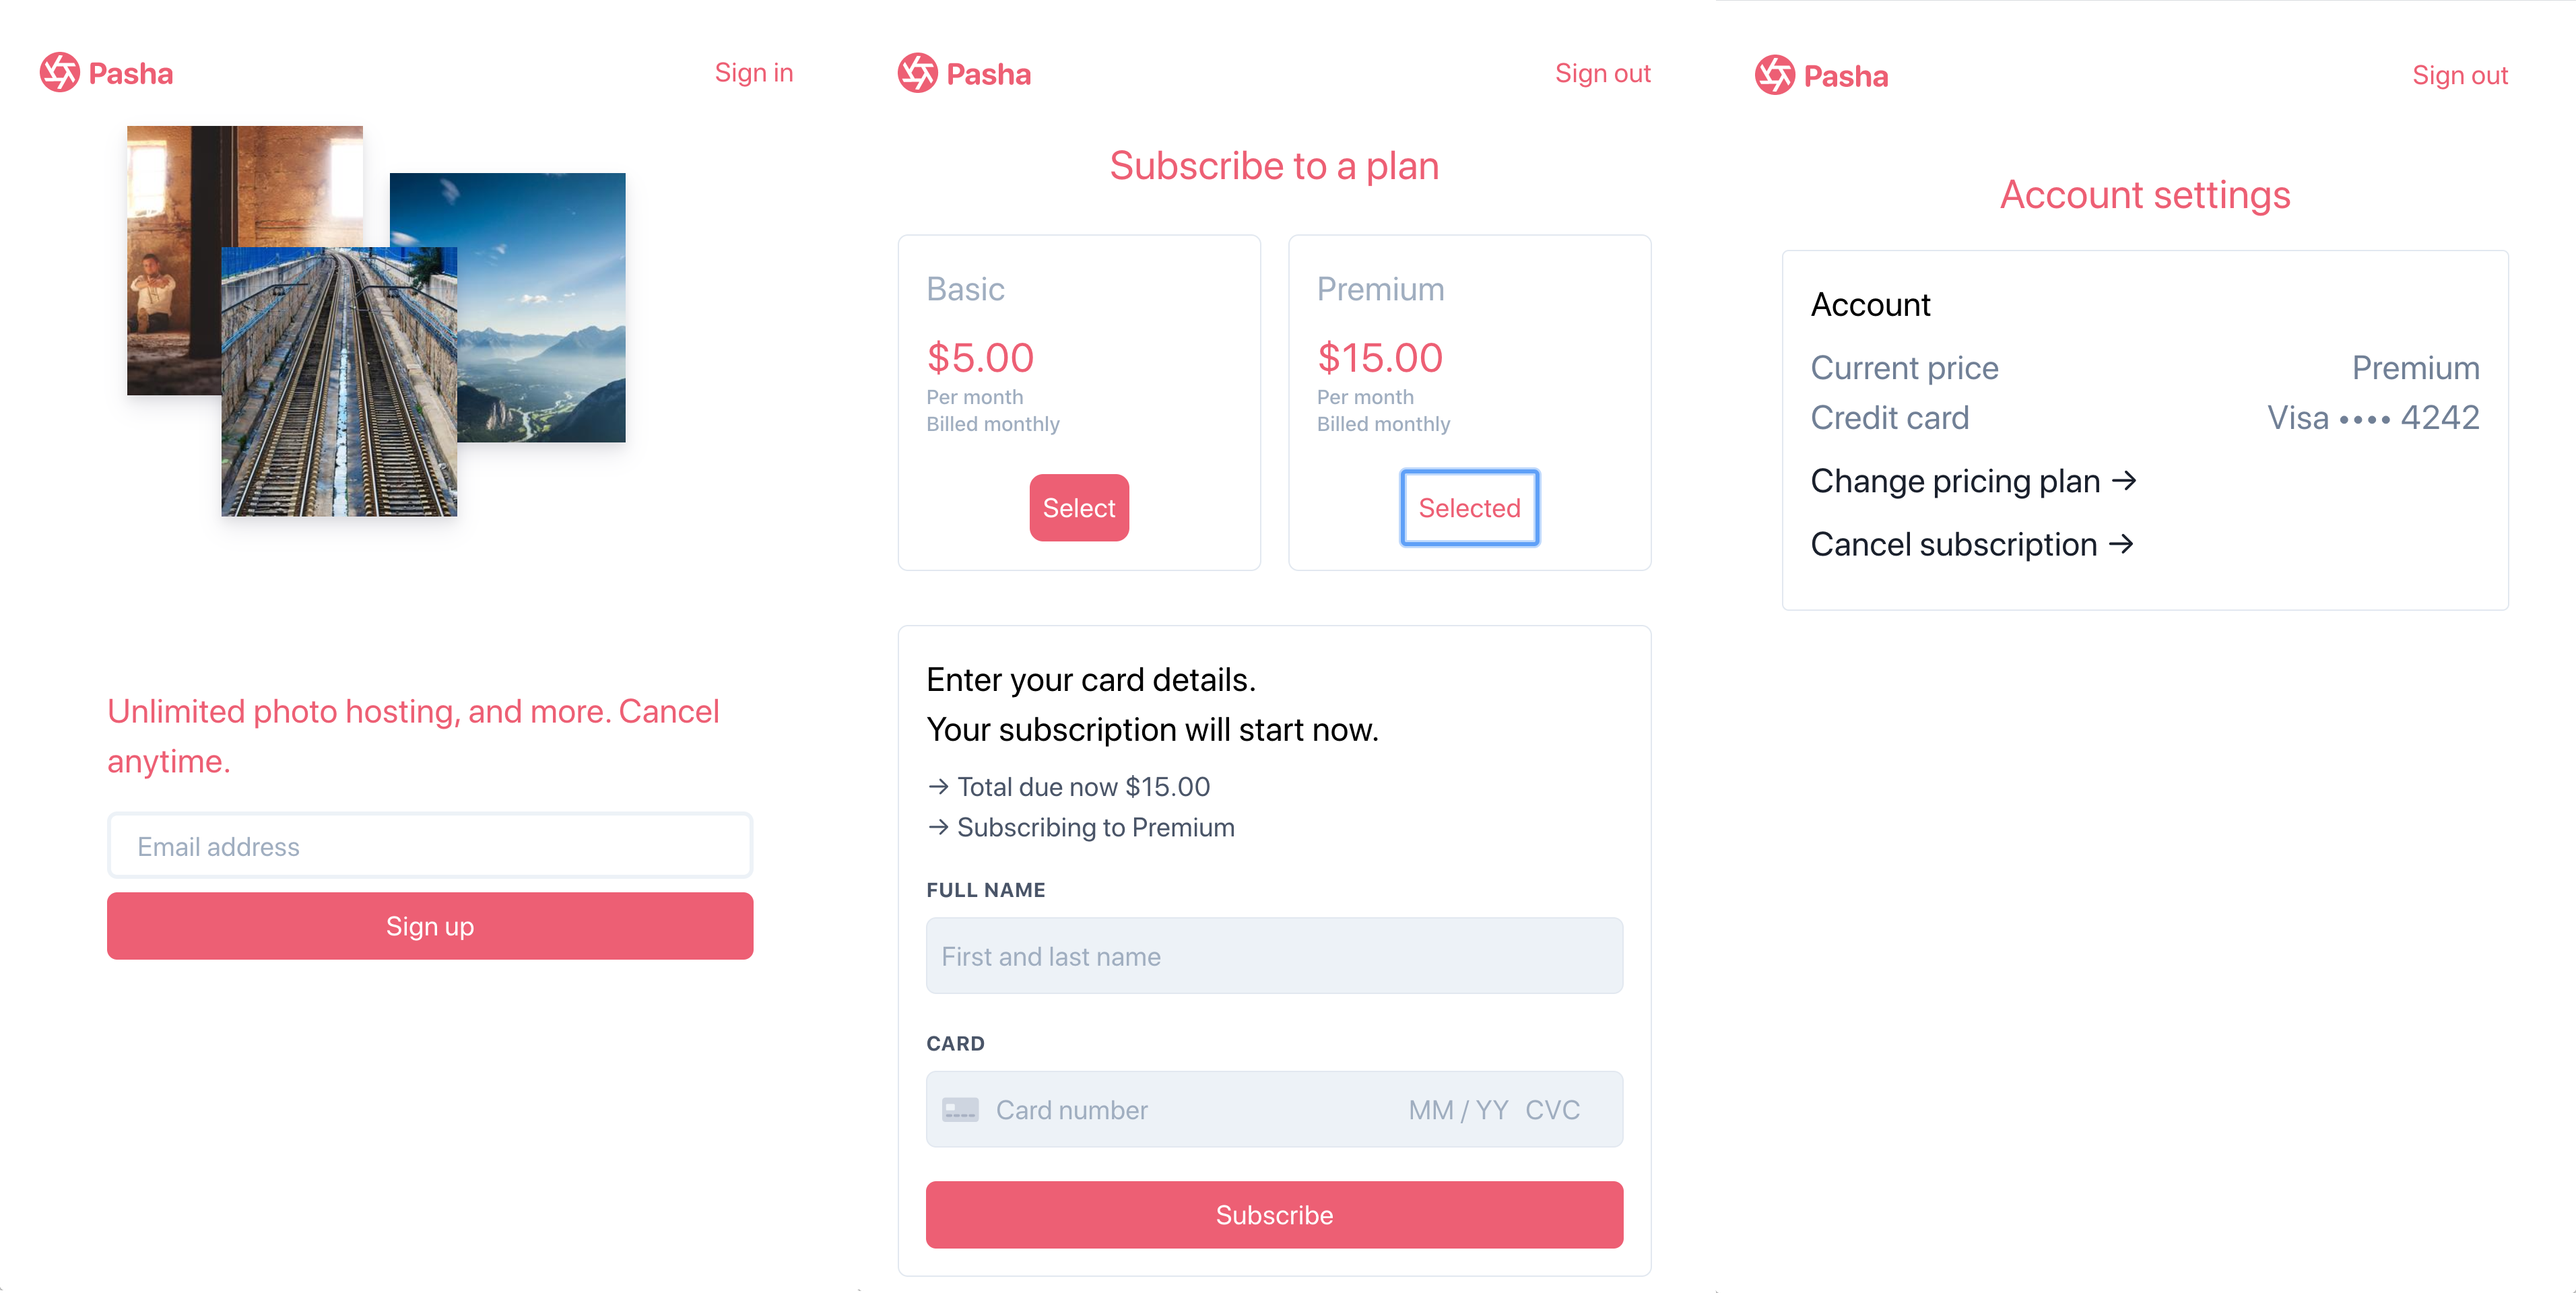 Pasha
Sign in
Unlimited photo hosting, and more. Cancel
anytime.
Email address
Sign up
Pasha
Sign out
Subscribe to a plan
Basic
$5.00
Per month
Billed monthly
Select
Premium
$15.00
Per month
Billed monthly
Selected
Enter your card details.
Your subscription will start now.
→ Total due now $15.00
→ Subscribing to Premium
FULL NAME
First and last name
CARD
Card number MM / YY CVC
Subscribe
Pasha
Sign out
Account settings
Account
Current price Premium
Credit card Visa •••• 4242
Change pricing plan →
Cancel subscription →